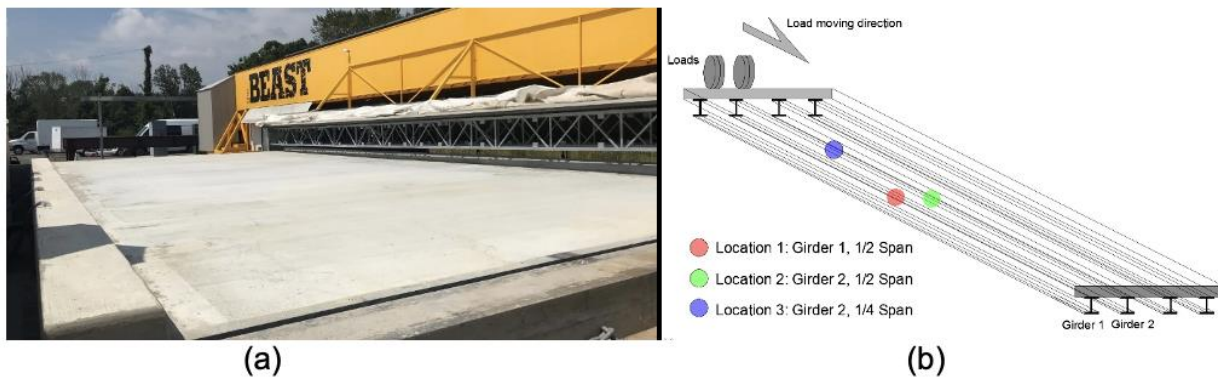 BEAST
Load moving direction
Loads
Location 1: Girder 1, 1/2 Span
Location 2: Girder 2, 1/2 Span
Location 3: Girder 2, 1/4 Span
Girder 1
Girder 2
(a)
(b)